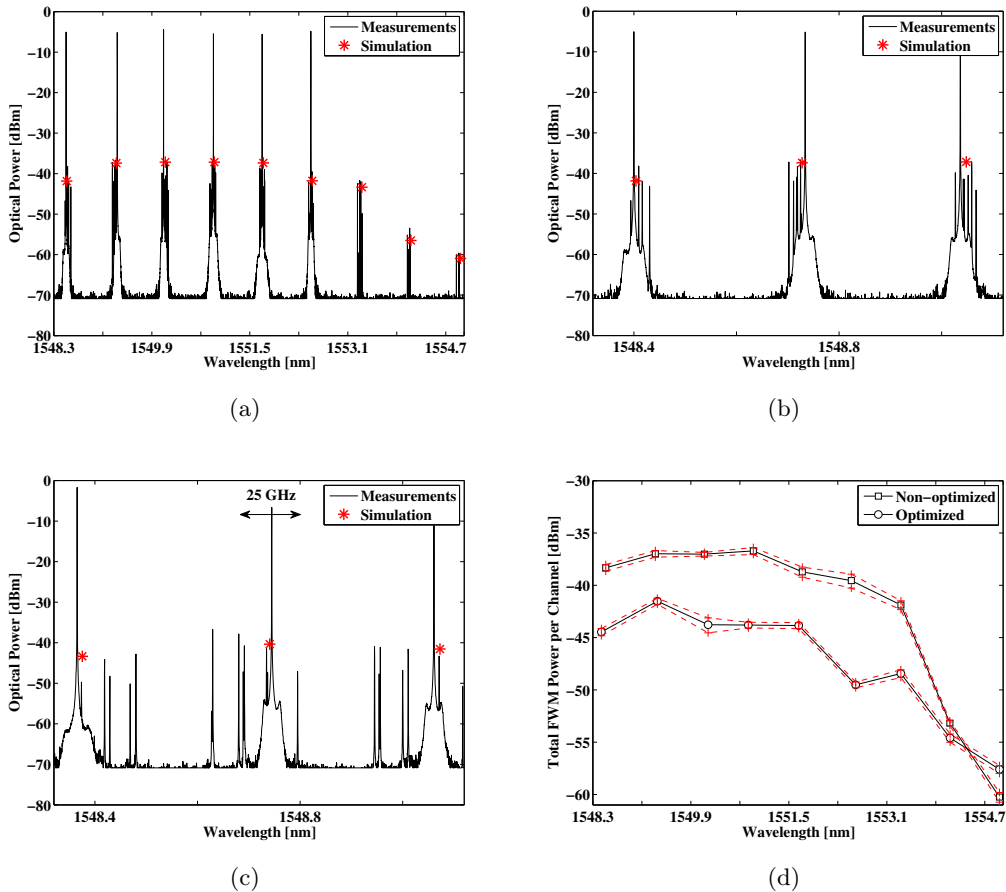 0
−10
−20
−30
−40
−50
−60
−70
−80
Optical Power [dBm]
1548.3 1549.9 1551.5 1553.1 1554.7
Wavelength [nm]
Measurements
Simulation
(a)
0
−10
−20
−30
−40
−50
−60
−70
−80
Optical Power [dBm]
1548.4 1548.8
Wavelength [nm]
Measurements
Simulation
(b)
0
−10
−20
−30
−40
−50
−60
−70
−80
Optical Power [dBm]
1548.4 1548.8
Wavelength [nm]
25 GHz
Measurements
Simulation
(c)
−30
−35
−40
−45
−50
−55
−60
Total FWM Power per Channel [dBm]
1548.3 1549.9 1551.5 1553.1 1554.7
Wavelength [nm]
Non−optimized
Optimized
(d)